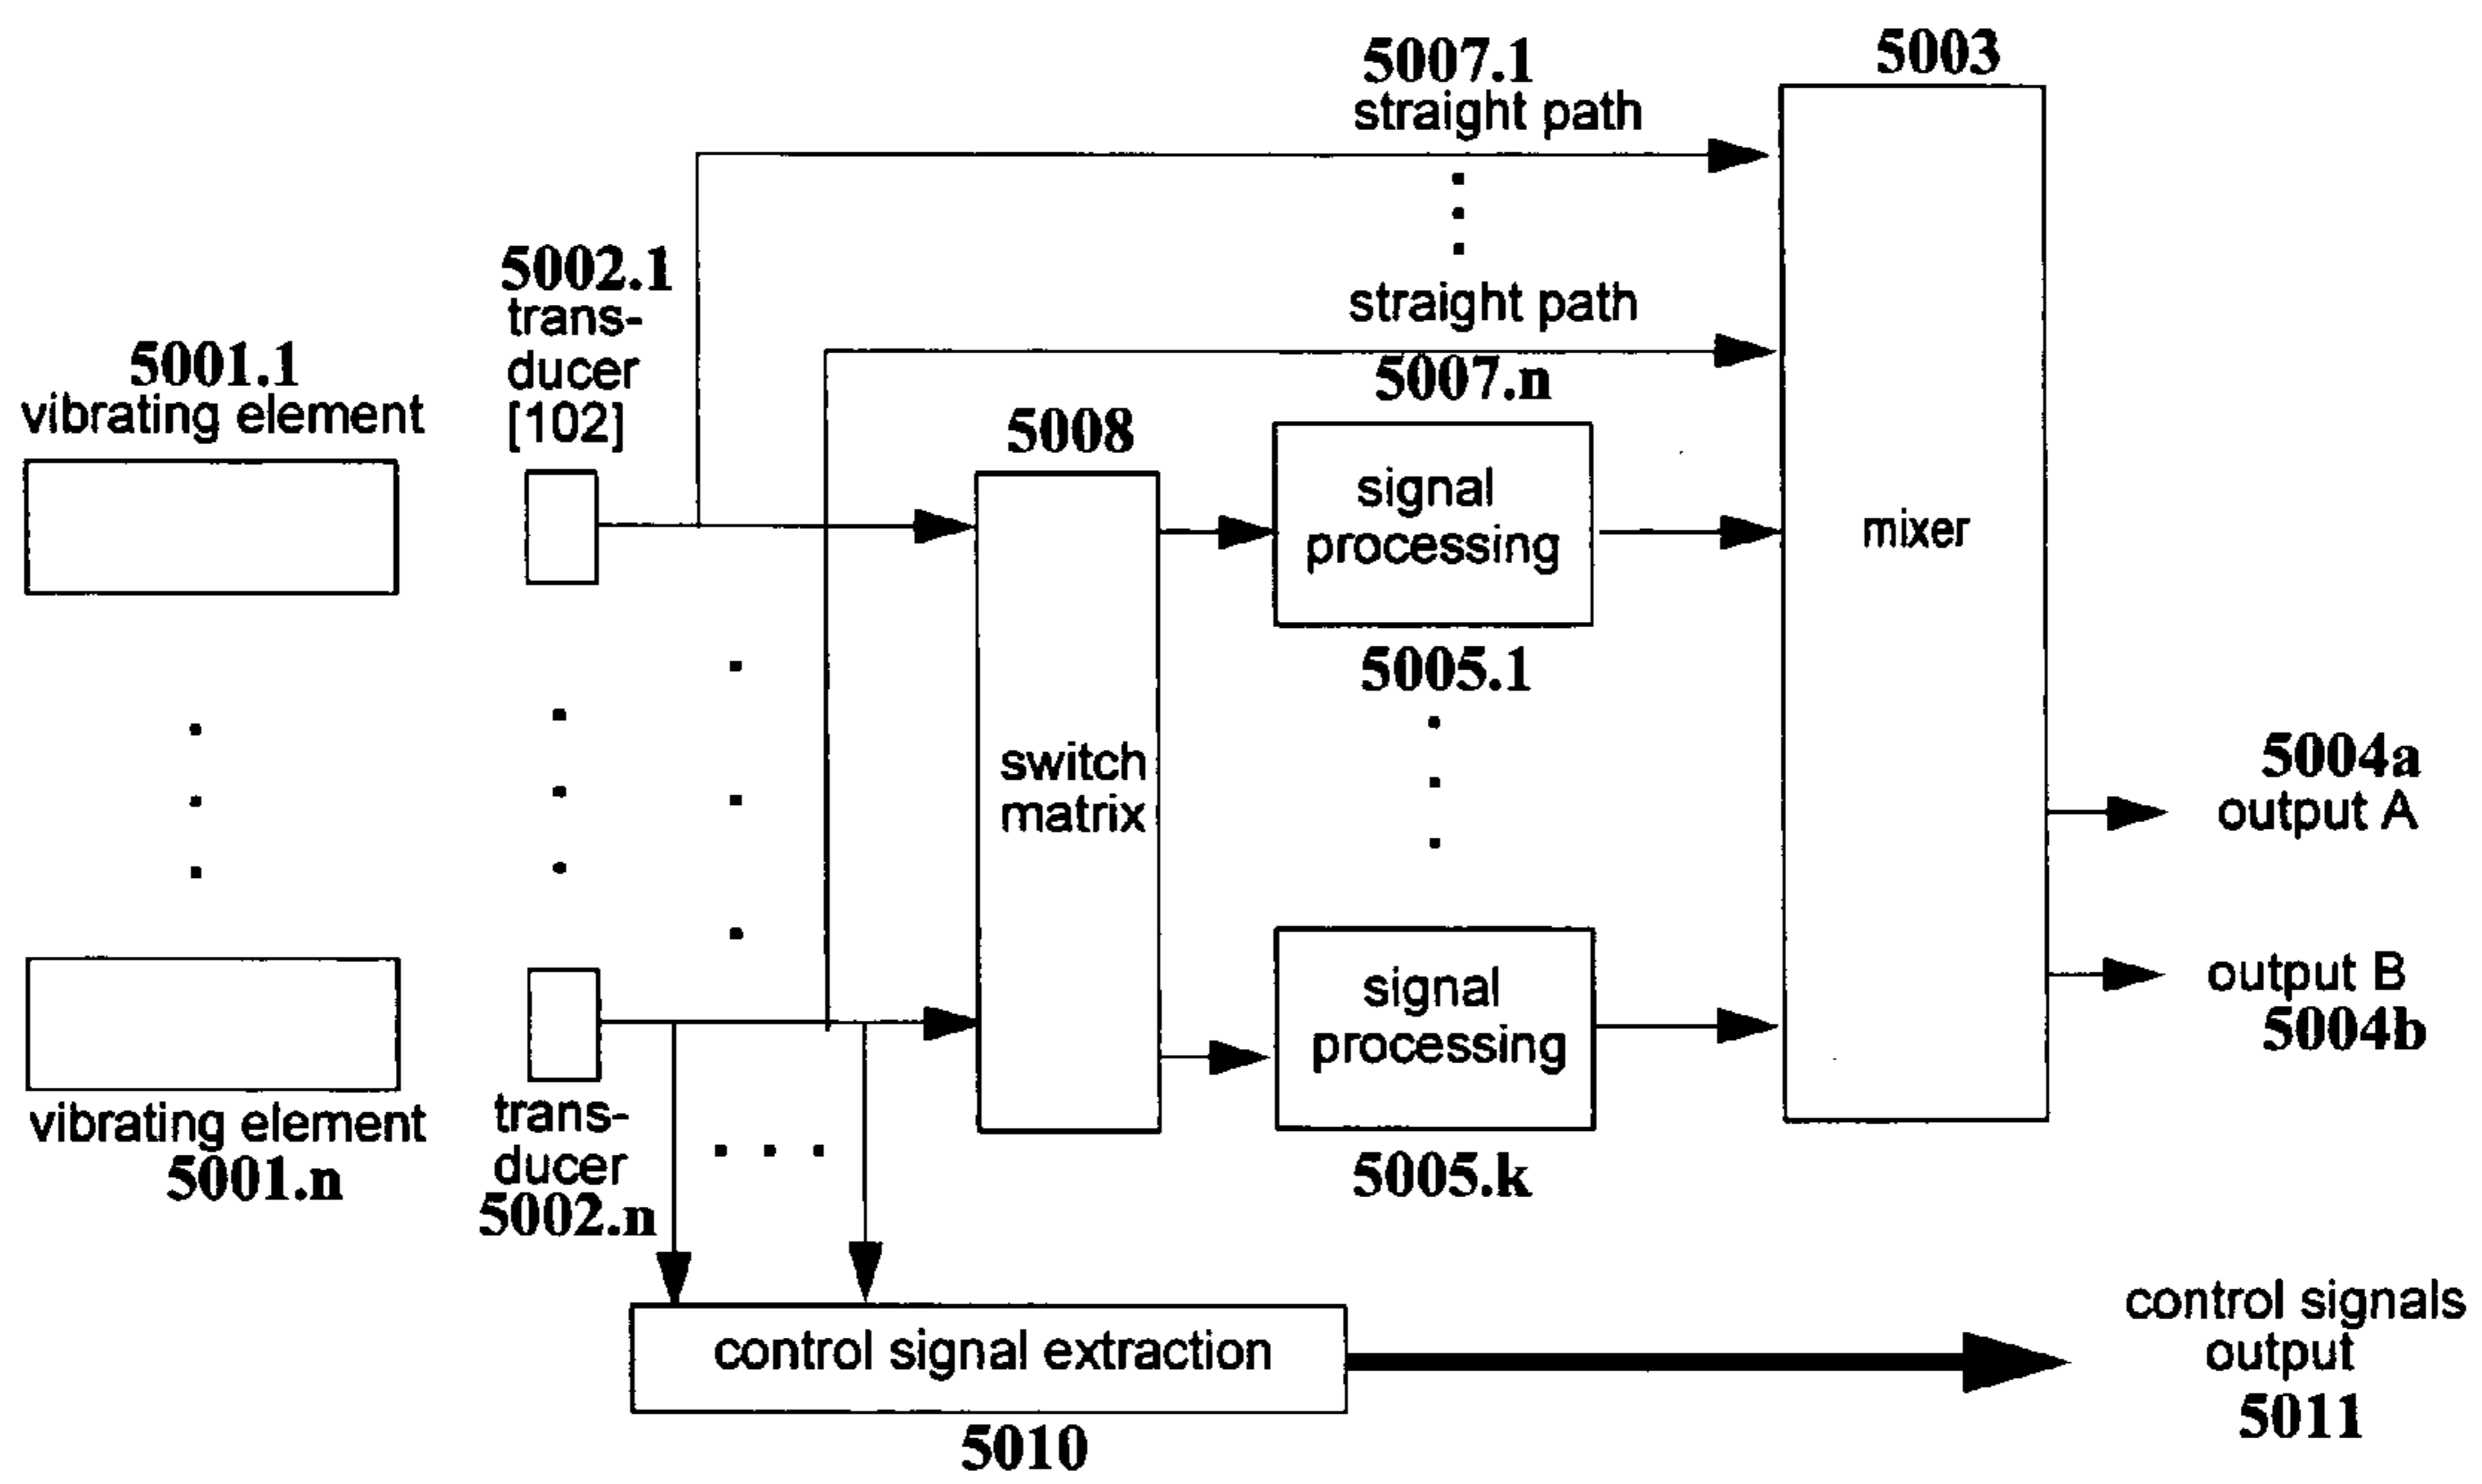 5007.1
straight path
5003
5002.1
trans-
ducer
[102]
straight path
5007.n
5001.1
vibrating element
5008
signal
processing
mixer
5005.1
switch
matrix
5004a
output A
output B
5004b
signal
processing
5005.k
vibrating element
5001.n
trans-
ducer
5002.n
control signal extraction
5010
control signals
output
5011